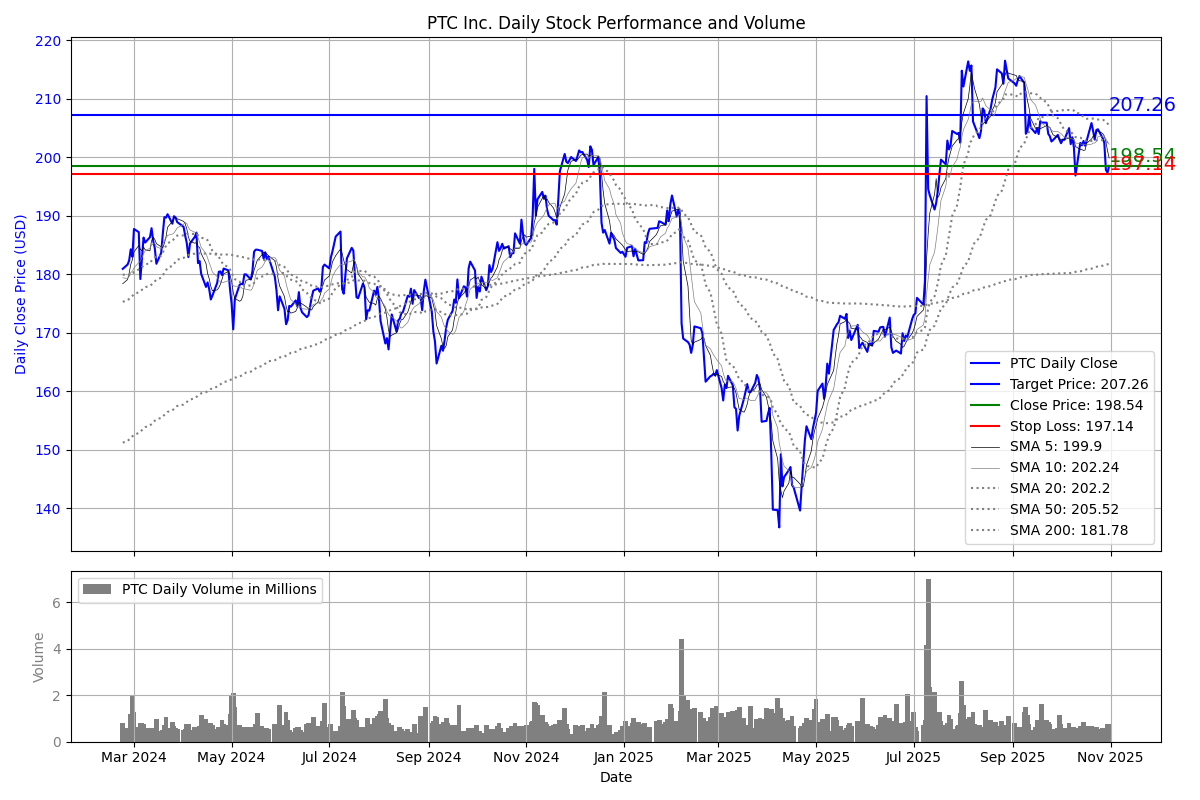 PTC Inc. Daily Stock Performance and Volume
220
210
200
190
180
170
160
150
140
Daily Close Price (USD)
207.26
198.54
197.14
PTC Daily Close
Target Price: 207.26
Close Price: 198.54
Stop Loss: 197.14
SMA 5: 199.9
SMA 10: 202.24
SMA 20: 202.2
SMA 50: 205.52
SMA 200: 181.78
PTC Daily Volume in Millions
6
4
2
0
Volume
Mar 2024 May 2024 Jul 2024 Sep 2024 Nov 2024 Jan 2025 Mar 2025 May 2025 Jul 2025 Sep 2025 Nov 2025
Date